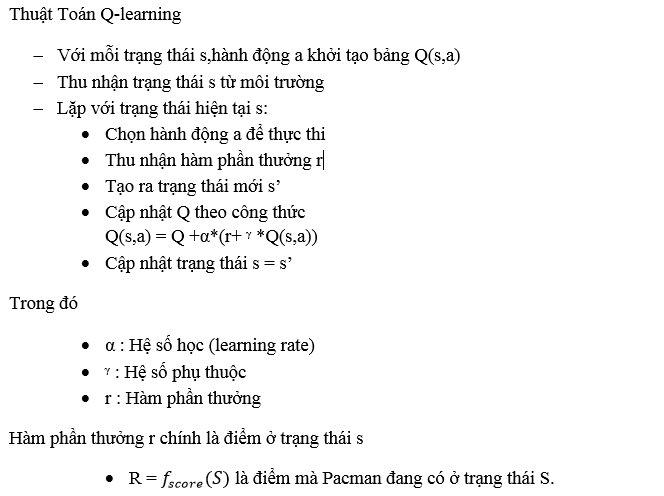 Thuật Toán Q-learning
– Với mỗi trạng thái s,hành động a khởi tạo bảng Q(s,a)
– Thu nhận trạng thái s từ môi trường
– Lặp với trạng thái hiện tại s:
• Chọn hành động a để thực thi
• Thu nhận hàm phần thưởng r
• Tạo ra trạng thái mới s’
• Cập nhật Q theo công thức
Q(s,a) = Q +α*(r+ γ *Q(s,a))
• Cập nhật trạng thái s = s’
Trong đó
• α : Hệ số học (learning rate)
• γ : Hệ số phụ thuộc
• r : Hàm phần thưởng
Hàm phần thưởng r chính là điểm ở trạng thái s
• R = f_score(S) là điểm mà Pacman đang có ở trạng thái S.